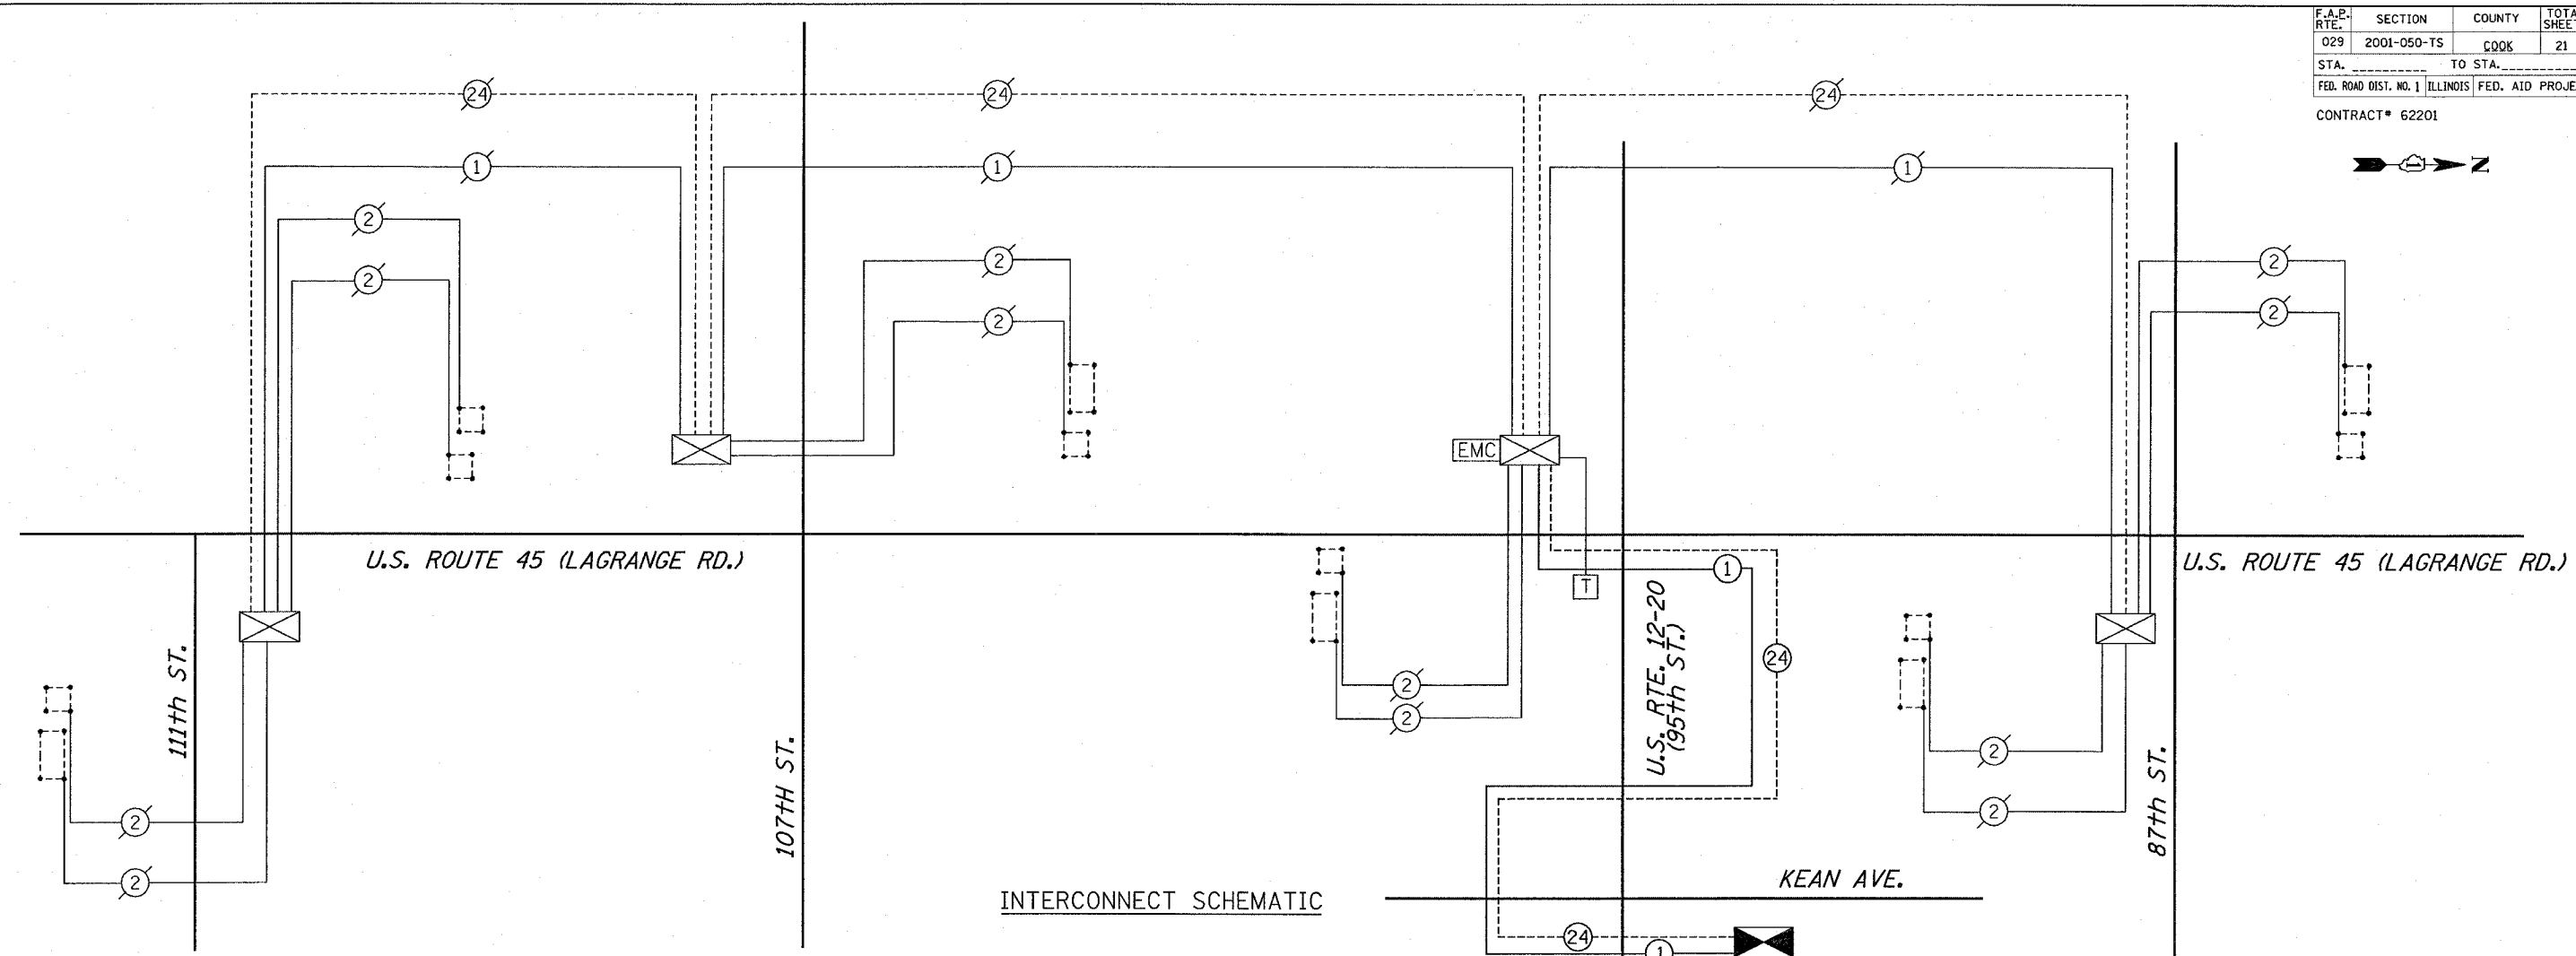 F.A.P. RTE. SECTION COUNTY
029 2001-050-TS COOK 21
STA. TO STA.
FED. ROAD DIST. NO. 1 ILLINOIS FED. AID
CONTRACT# 62201
N
24 24 24
1 1 1
2 2 2
2 2 2
EMC
U.S. ROUTE 45 (LAGRANGE RD.)
U.S. ROUTE 45 (LAGRANGE RD.)
1
T
24
2
2
2
2
2
2
111th ST.
107tH ST.
U.S. RTE. 12-20
(95th ST.)
87th ST.
INTERCONNECT SCHEMATIC
KEAN AVE.
24
1